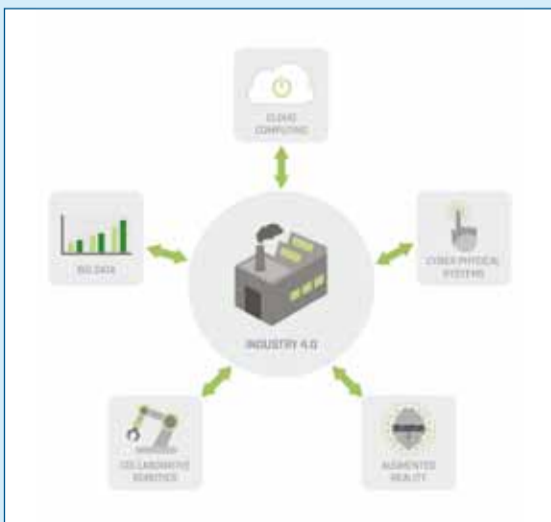 CLOUD
COMPUTING
BIG DATA
CYBER PHYSICAL
SYSTEMS
INDUSTRY 4.0
COLLABORATIVE
ROBOTICS
AUGMENTED
REALITY